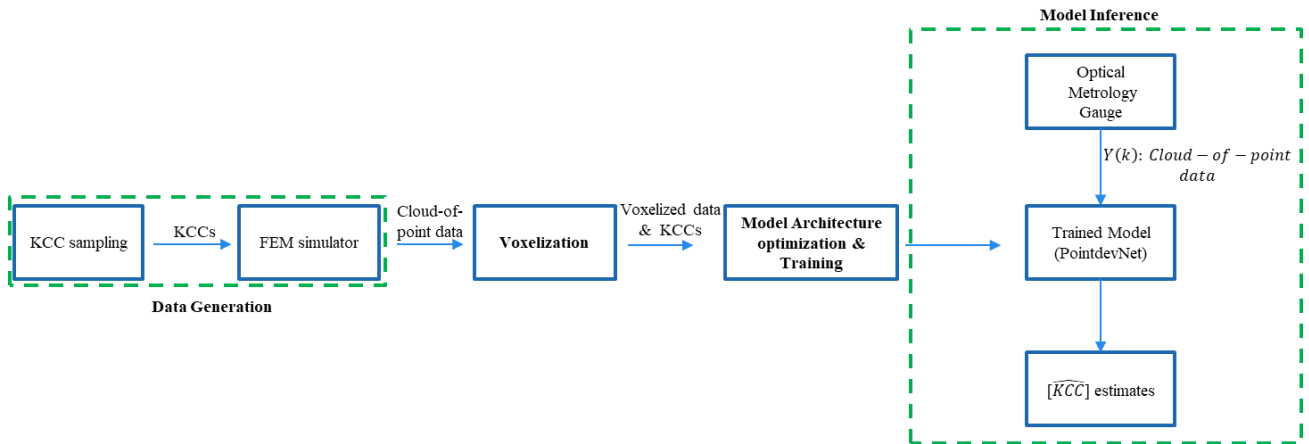 Model Inference
Optical
Metrology
Gauge
Y(k): Cloud − of − point
data
KCC sampling
KCCs
FEM simulator
Cloud-of-
point data
Voxelization
Voxelized data
& KCCs
Model Architecture
optimization &
Training
Trained Model
(PointdevNet)
Data Generation
[\widehat{KCC}] estimates